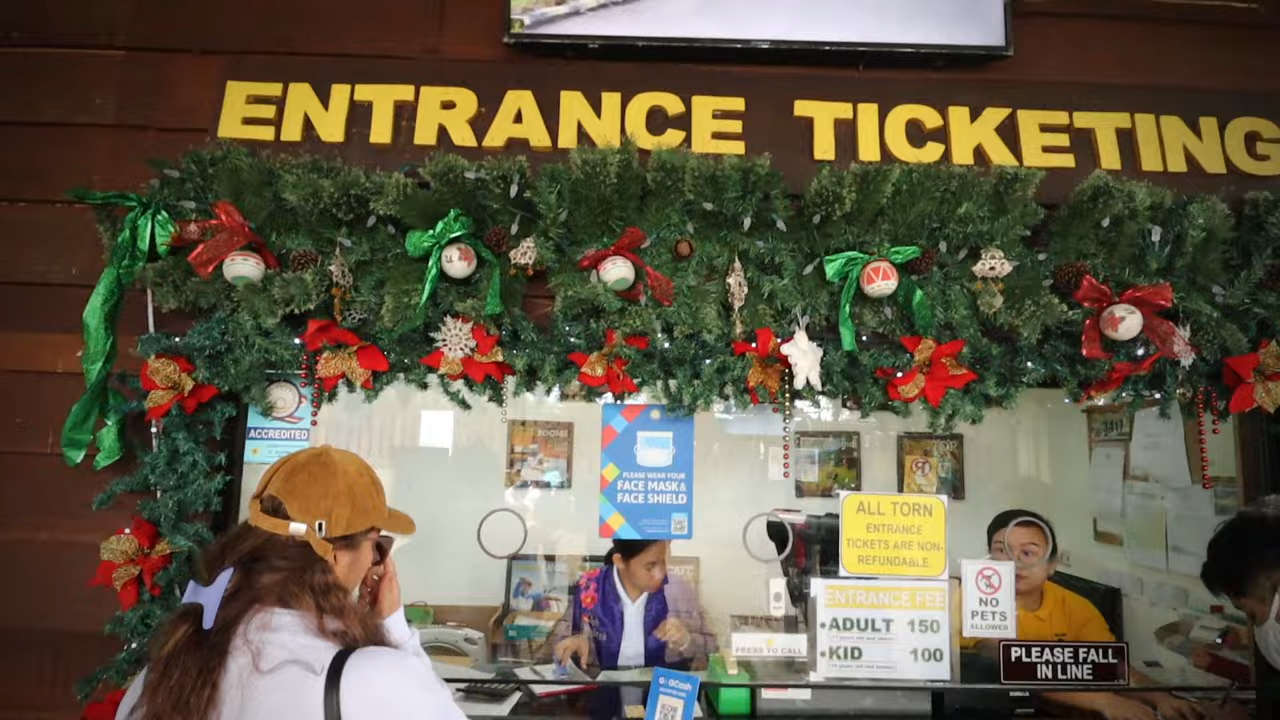 ENTRANCE TICKETING
ACCREDITED
PLEASE WEAR YOUR
FACE MASK &
FACE SHIELD
ALL TORN
ENTRANCE
TICKETS ARE NON-
REFUNDABLE.
ENTRANCE FEE
• ADULT 150
• KID 100
NO
PETS
ALLOWED
PRESS TO CALL
PLEASE FALL
IN LINE
GCash